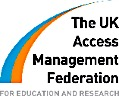 The UK
Access
Management
Federation
FOR EDUCATION AND RESEARCH